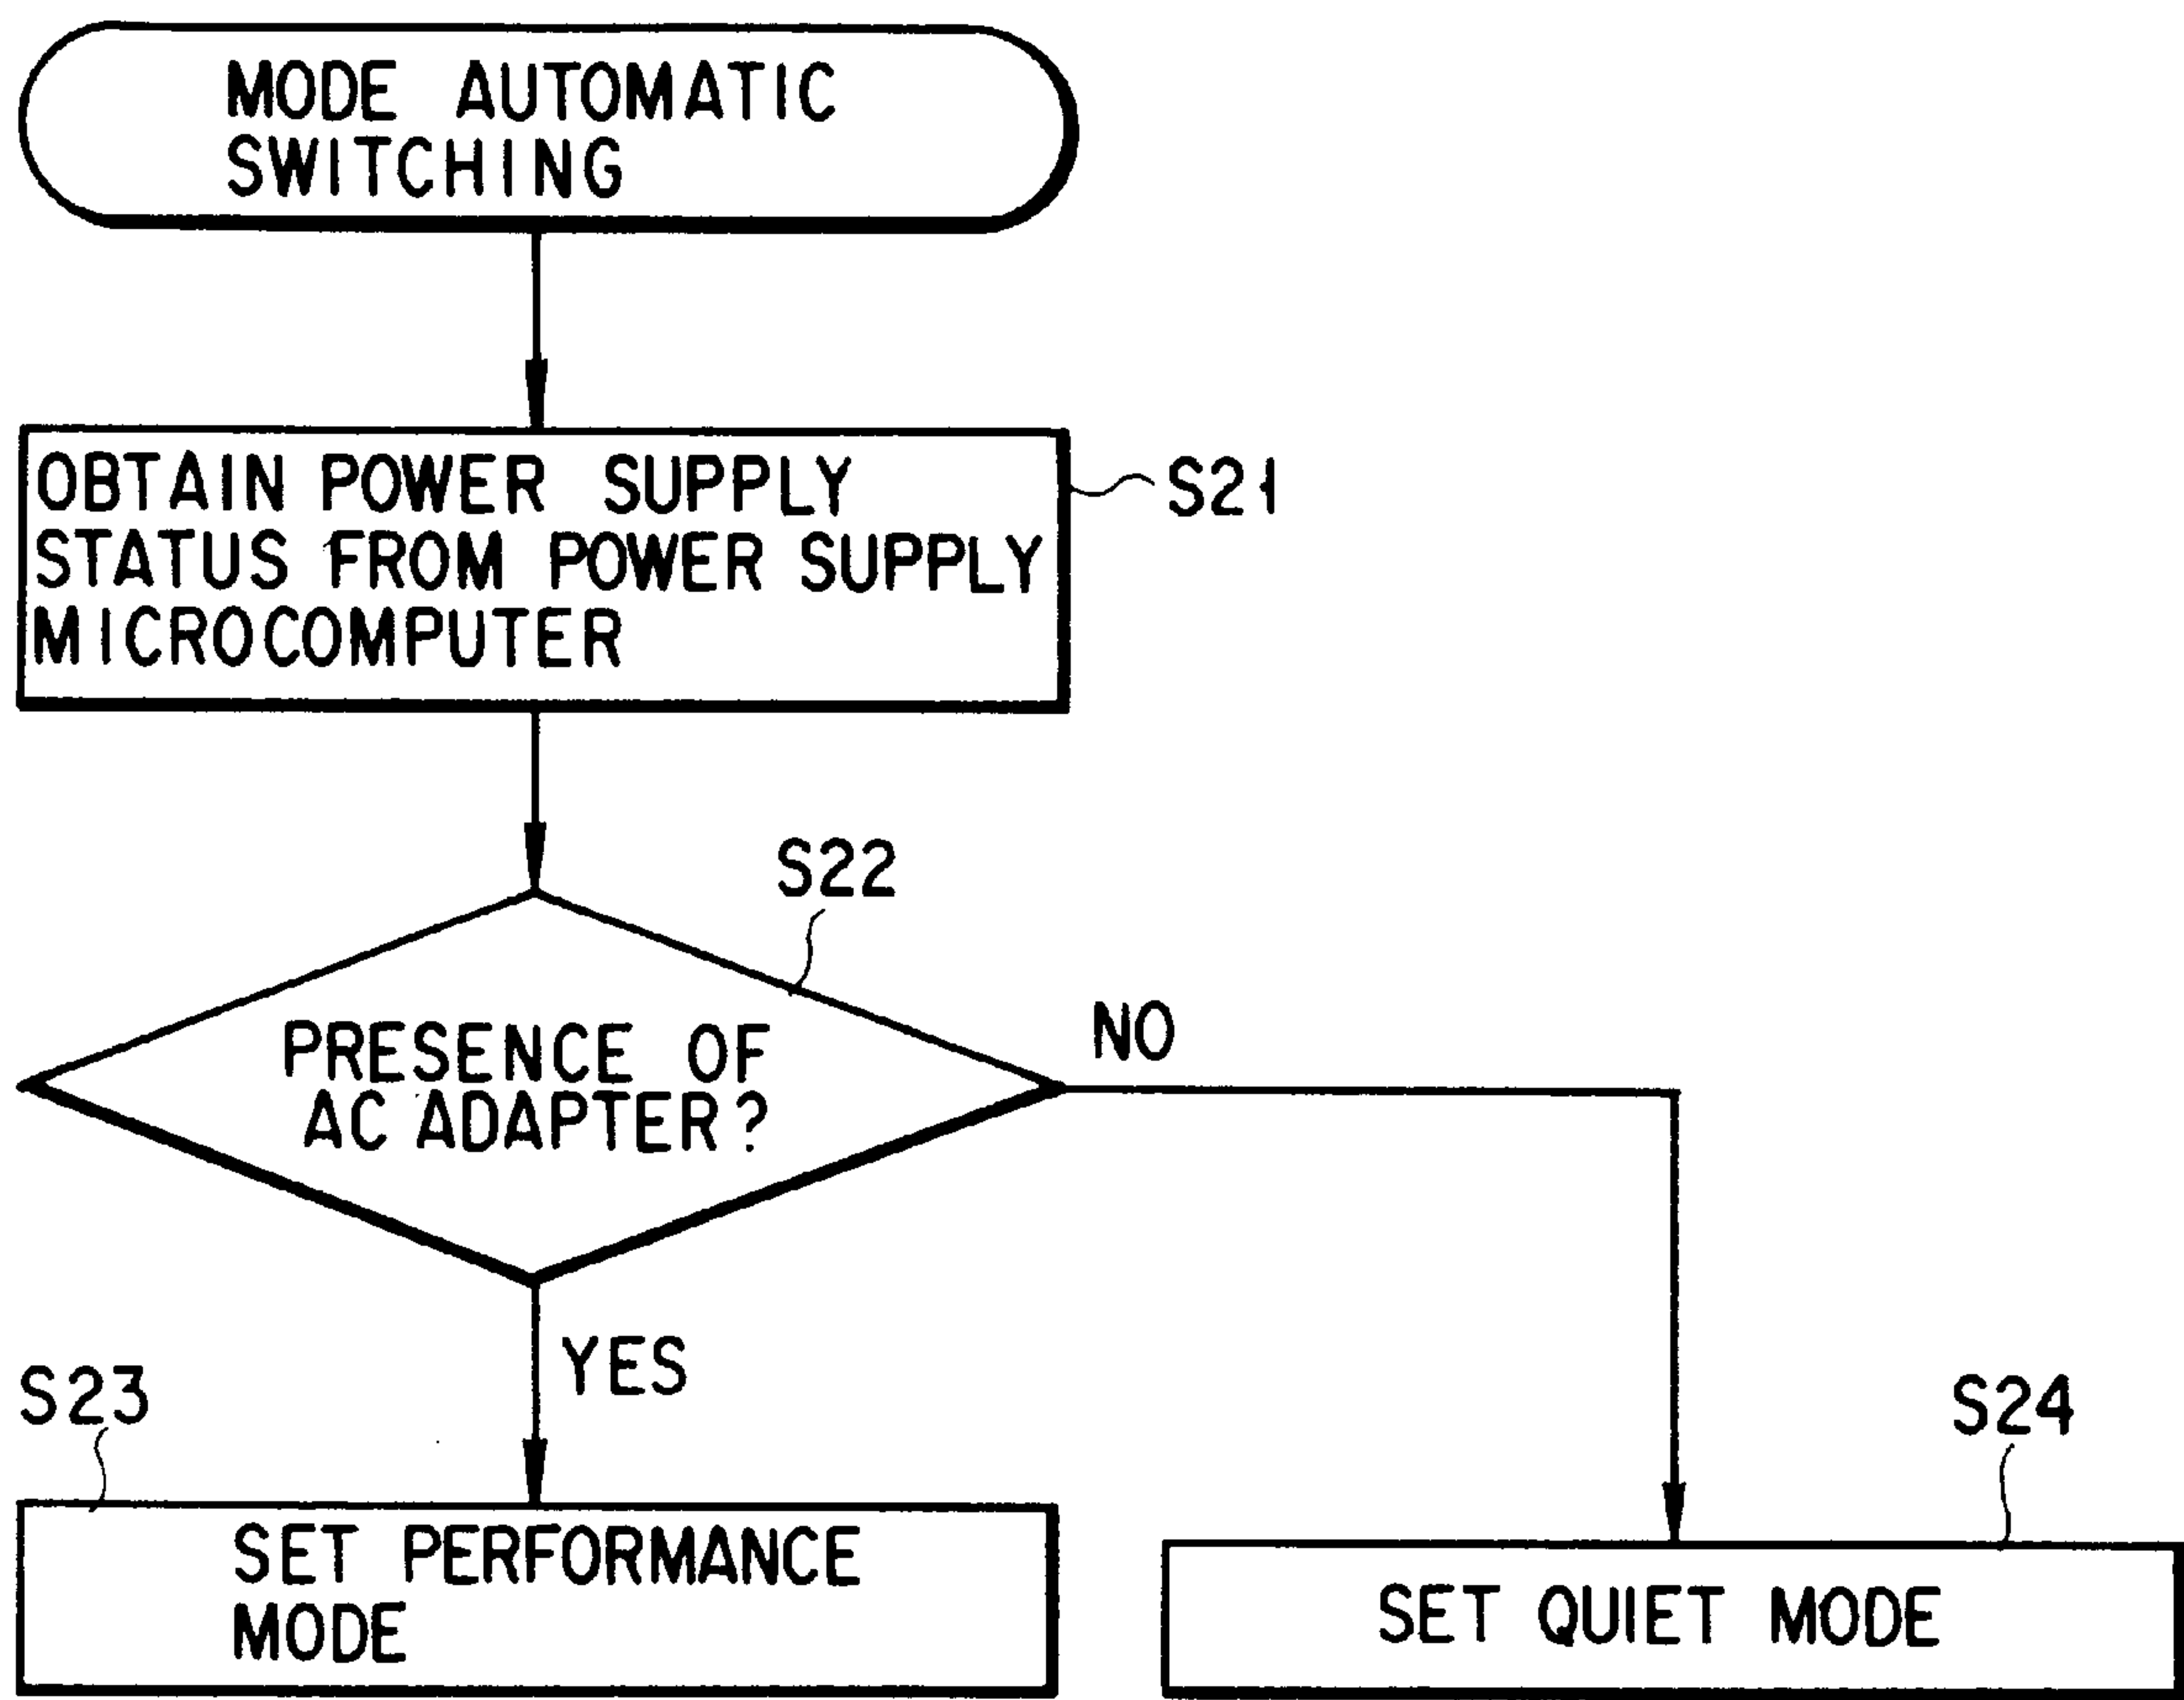 MODE AUTOMATIC
SWITCHING
OBTAIN POWER SUPPLY
STATUS FROM POWER SUPPLY
MICROCOMPUTER
S21
S22
PRESENCE OF
AC ADAPTER?
NO
YES
S23
SET PERFORMANCE
MODE
S24
SET QUIET MODE